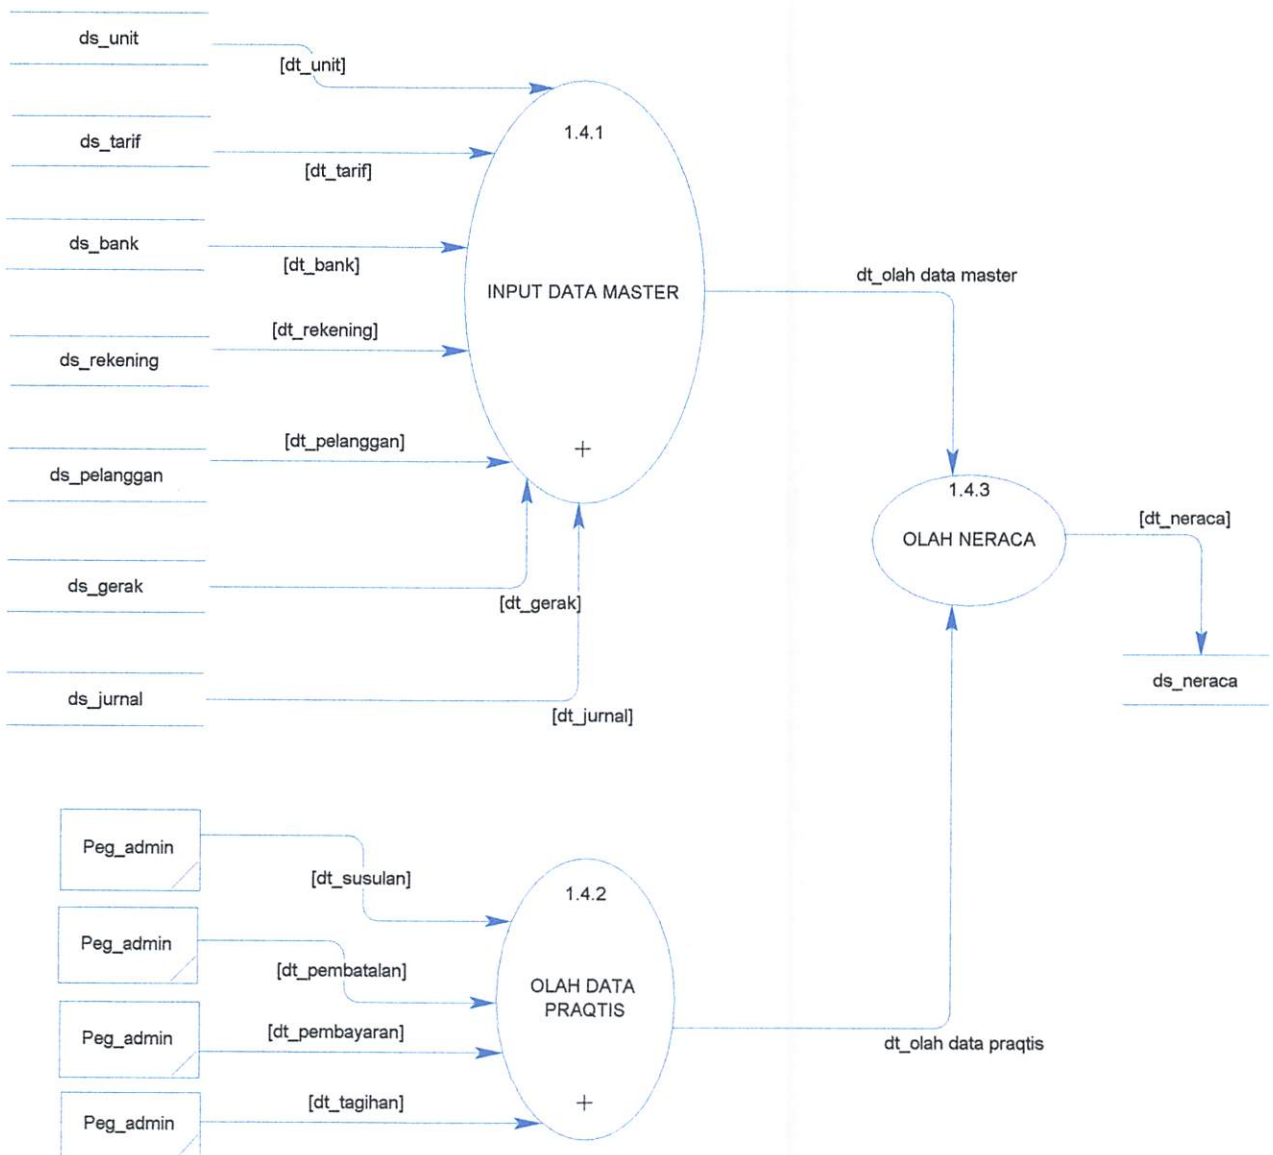 ds_unit
[dt_unit]
1.4.1
ds_tarif
[dt_tarif]
ds_bank
[dt_bank]
dt_olah data master
INPUT DATA MASTER
[dt_rekening]
ds_rekening
[dt_pelanggan]
+
ds_pelanggan
1.4.3
[dt_neraca]
OLAH NERACA
ds_gerak
[dt_gerak]
ds_neraca
ds_jurnal
[dt_jurnal]
Peg_admin
[dt_susulan]
1.4.2
Peg_admin
[dt_pembatalan]
OLAH DATA
PRAQTIS
[dt_pembayaran]
Peg_admin
dt_olah data praqtis
[dt_tagihan]
+
Peg_admin